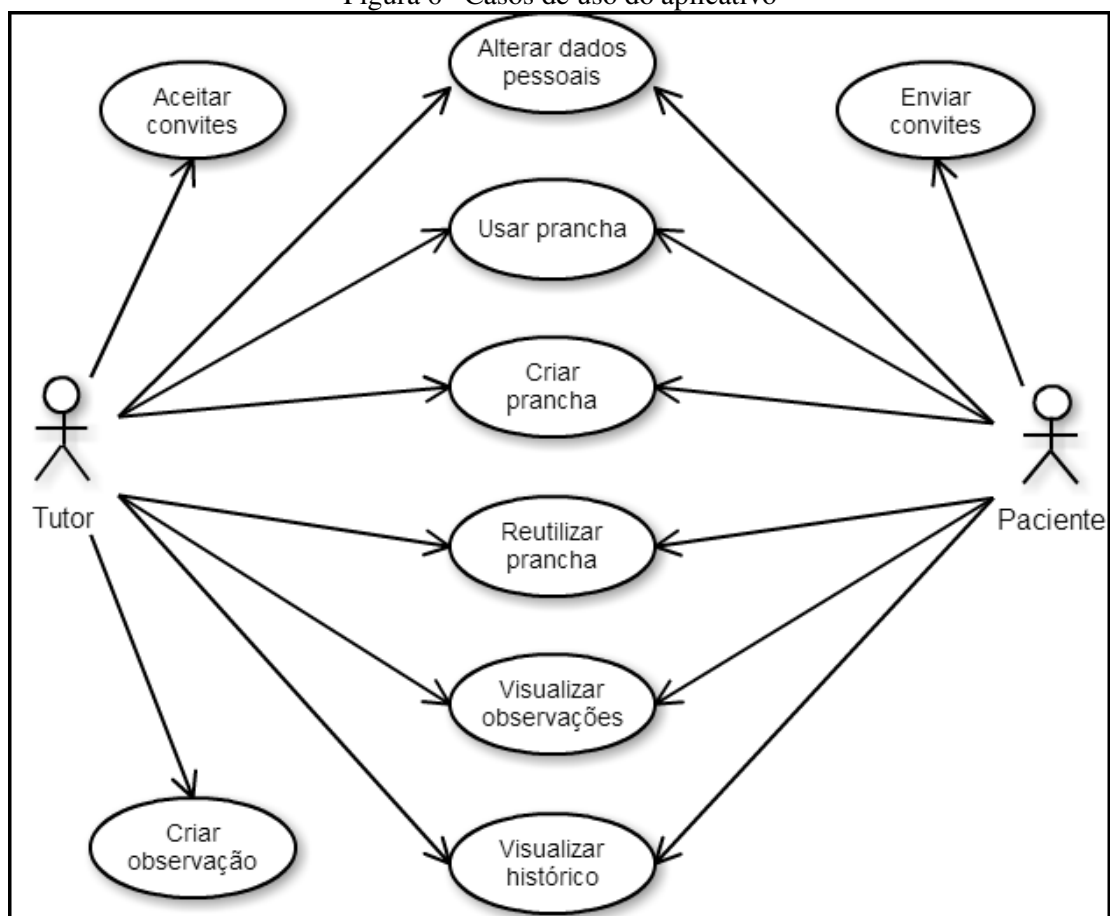 Figura 6 - Casos de uso do aplicativo
Alterar dados
pessoais
Aceitar
convites
Enviar
convites
Usar prancha
Criar
prancha
Tutor
Paciente
Reutilizar
prancha
Visualizar
observações
Criar
observação
Visualizar
histórico